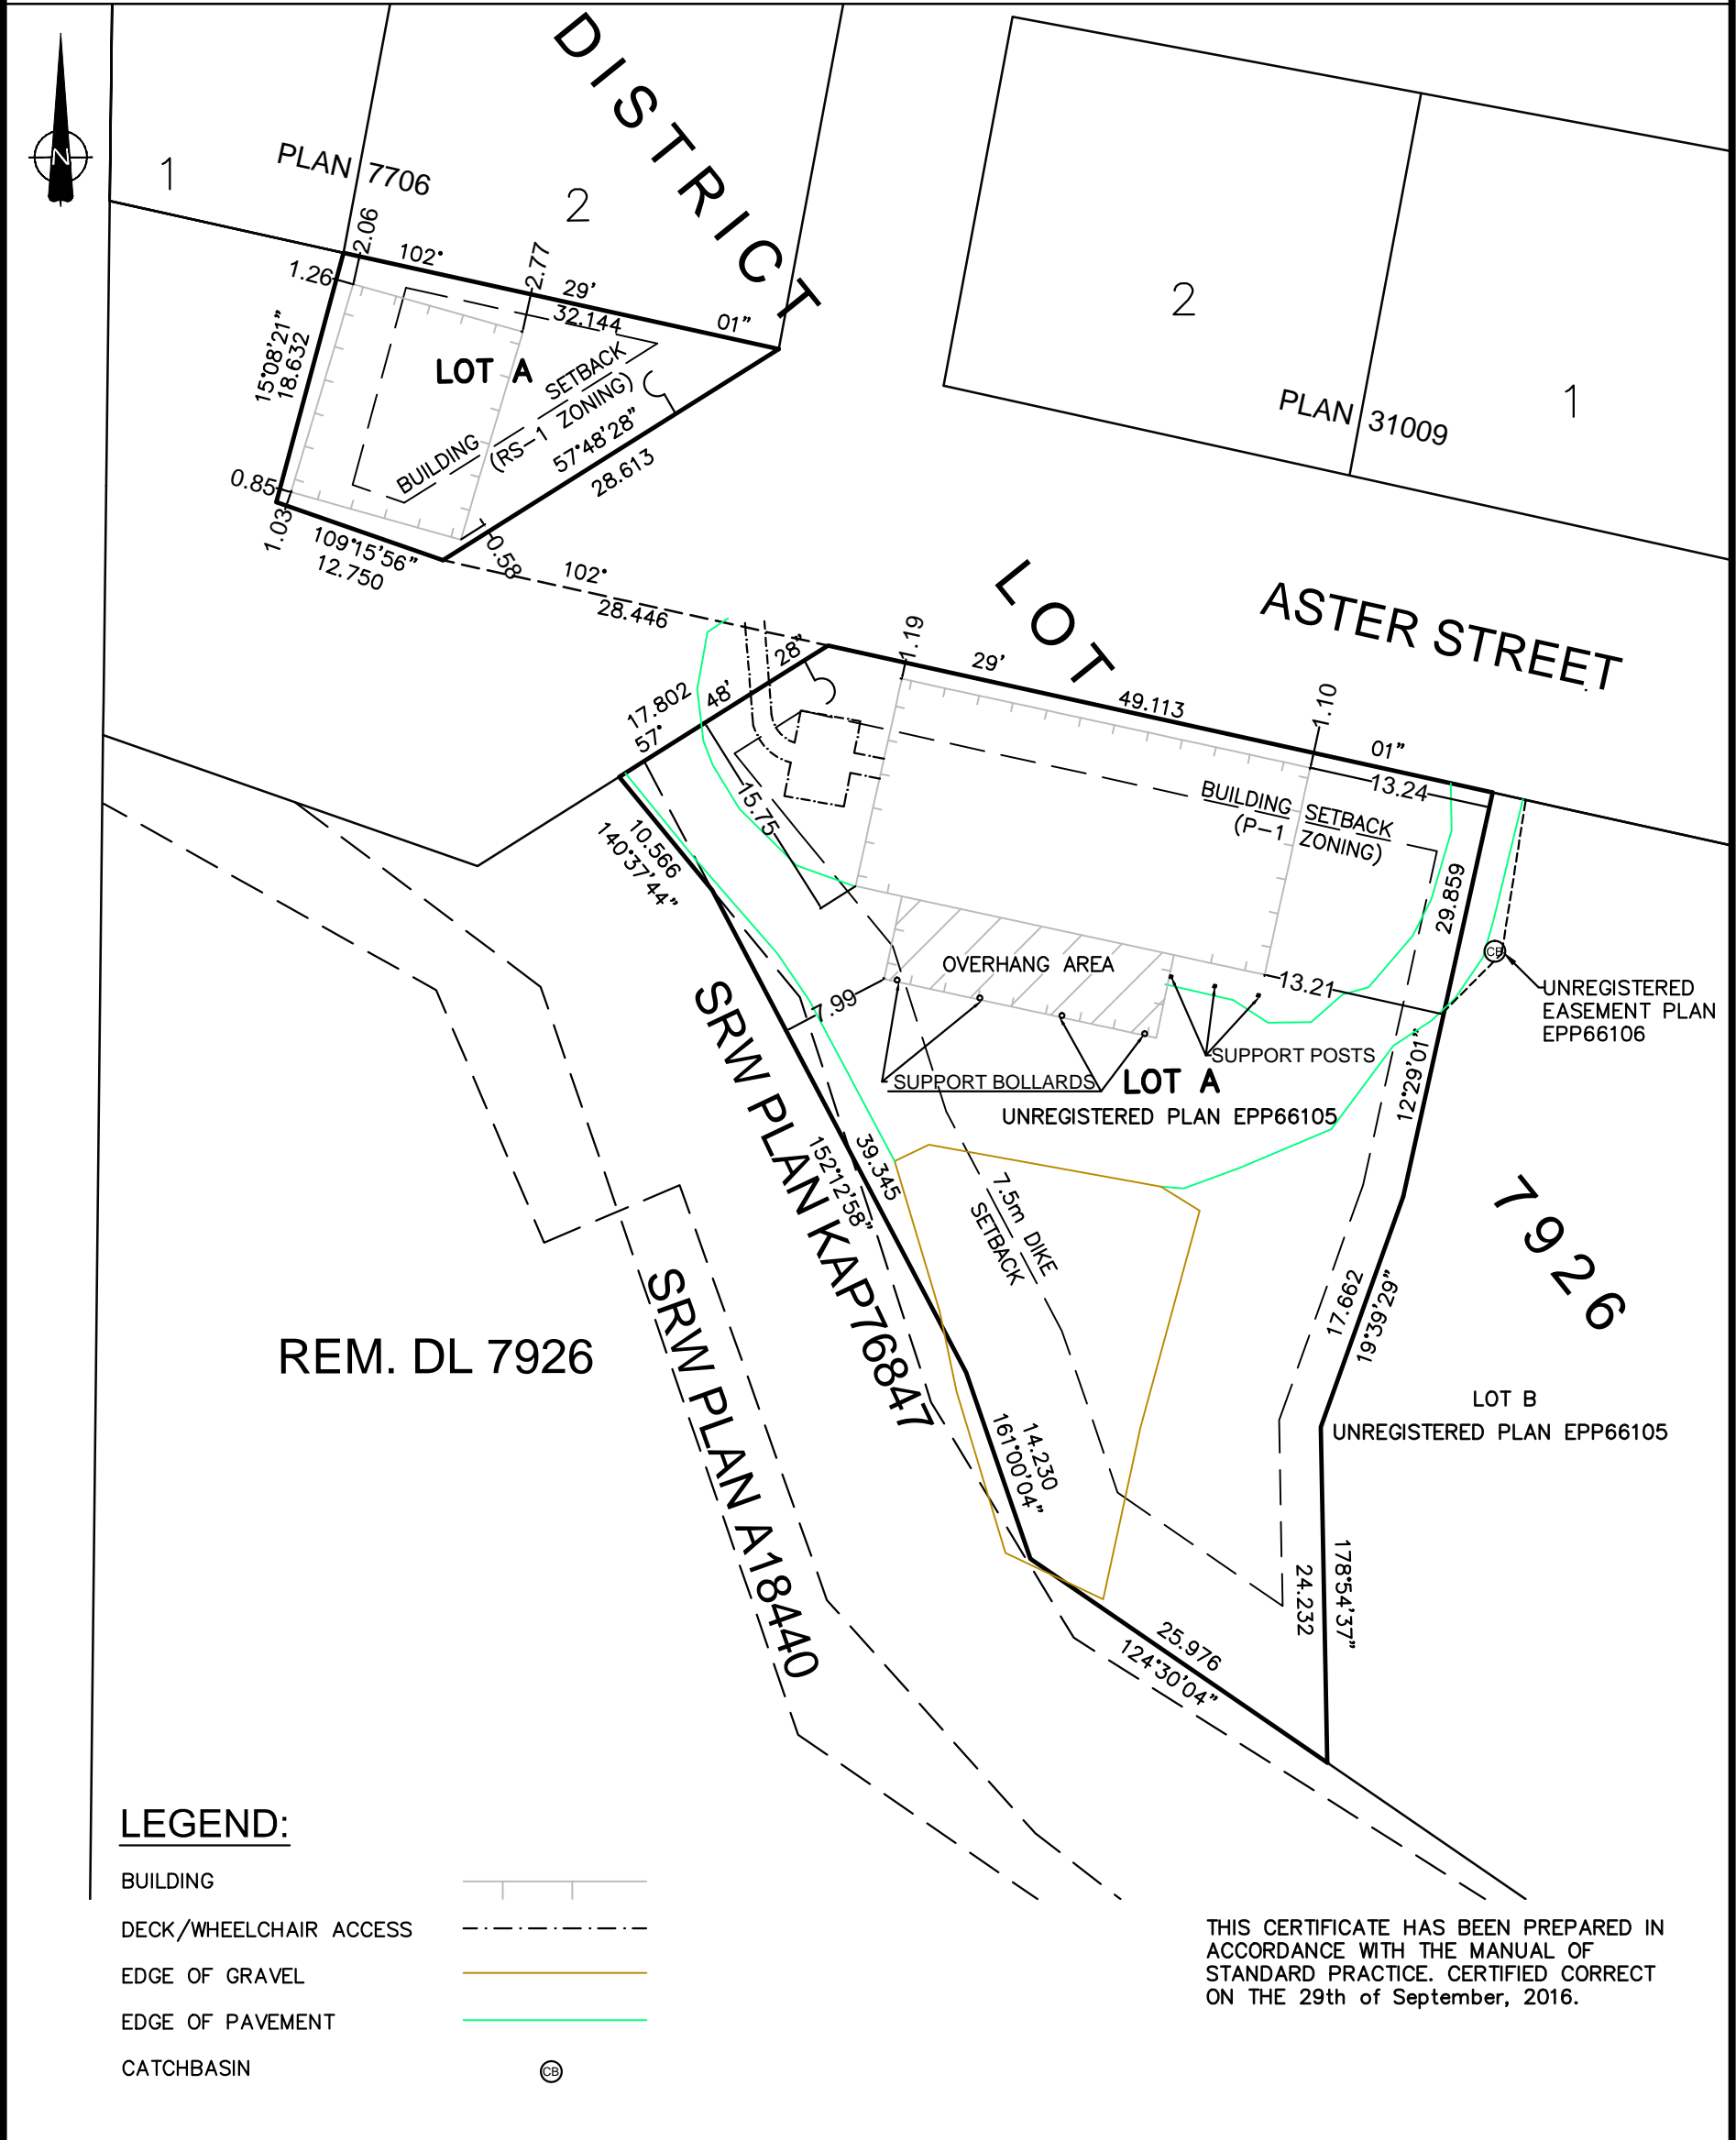 DISTRICT
N
1
PLAN 7706
2
2.06
102°
2.77
29'
32.144
01"
1.26
15°08'21"
18.632
LOT A
BUILDING SETBACK
(RS-1 ZONING)
57°48'28"
28.613
0.85
1.03
109°15'56"
12.750
0.58
102°
28.446
2
PLAN 31009
1
LOT
ASTER STREET
1.19
29'
49.113
1.10
01"
13.24
28"
48'
57°
17.802
15.75
BUILDING SETBACK
(P-1 ZONING)
10.566
140°37'44"
29.859
OVERHANG AREA
CB
UNREGISTERED
EASEMENT PLAN
EPP66106
13.21
7.99
SUPPORT POSTS
SUPPORT BOLLARDS
LOT A
UNREGISTERED PLAN EPP66105
12°29'01"
SRW PLAN KAP76847
39.345
152°12'58"
7.5m DIKE
SETBACK
7926
17.662
19°39'29"
SRW PLAN A18440
REM. DL 7926
LOT B
UNREGISTERED PLAN EPP66105
14.230
161°00'04"
178°54'37"
24.232
25.976
124°30'04"
LEGEND:
BUILDING
DECK/WHEELCHAIR ACCESS
EDGE OF GRAVEL
EDGE OF PAVEMENT
CATCHBASIN
CB
THIS CERTIFICATE HAS BEEN PREPARED IN
ACCORDANCE WITH THE MANUAL OF
STANDARD PRACTICE. CERTIFIED CORRECT
ON THE 29th of September, 2016.